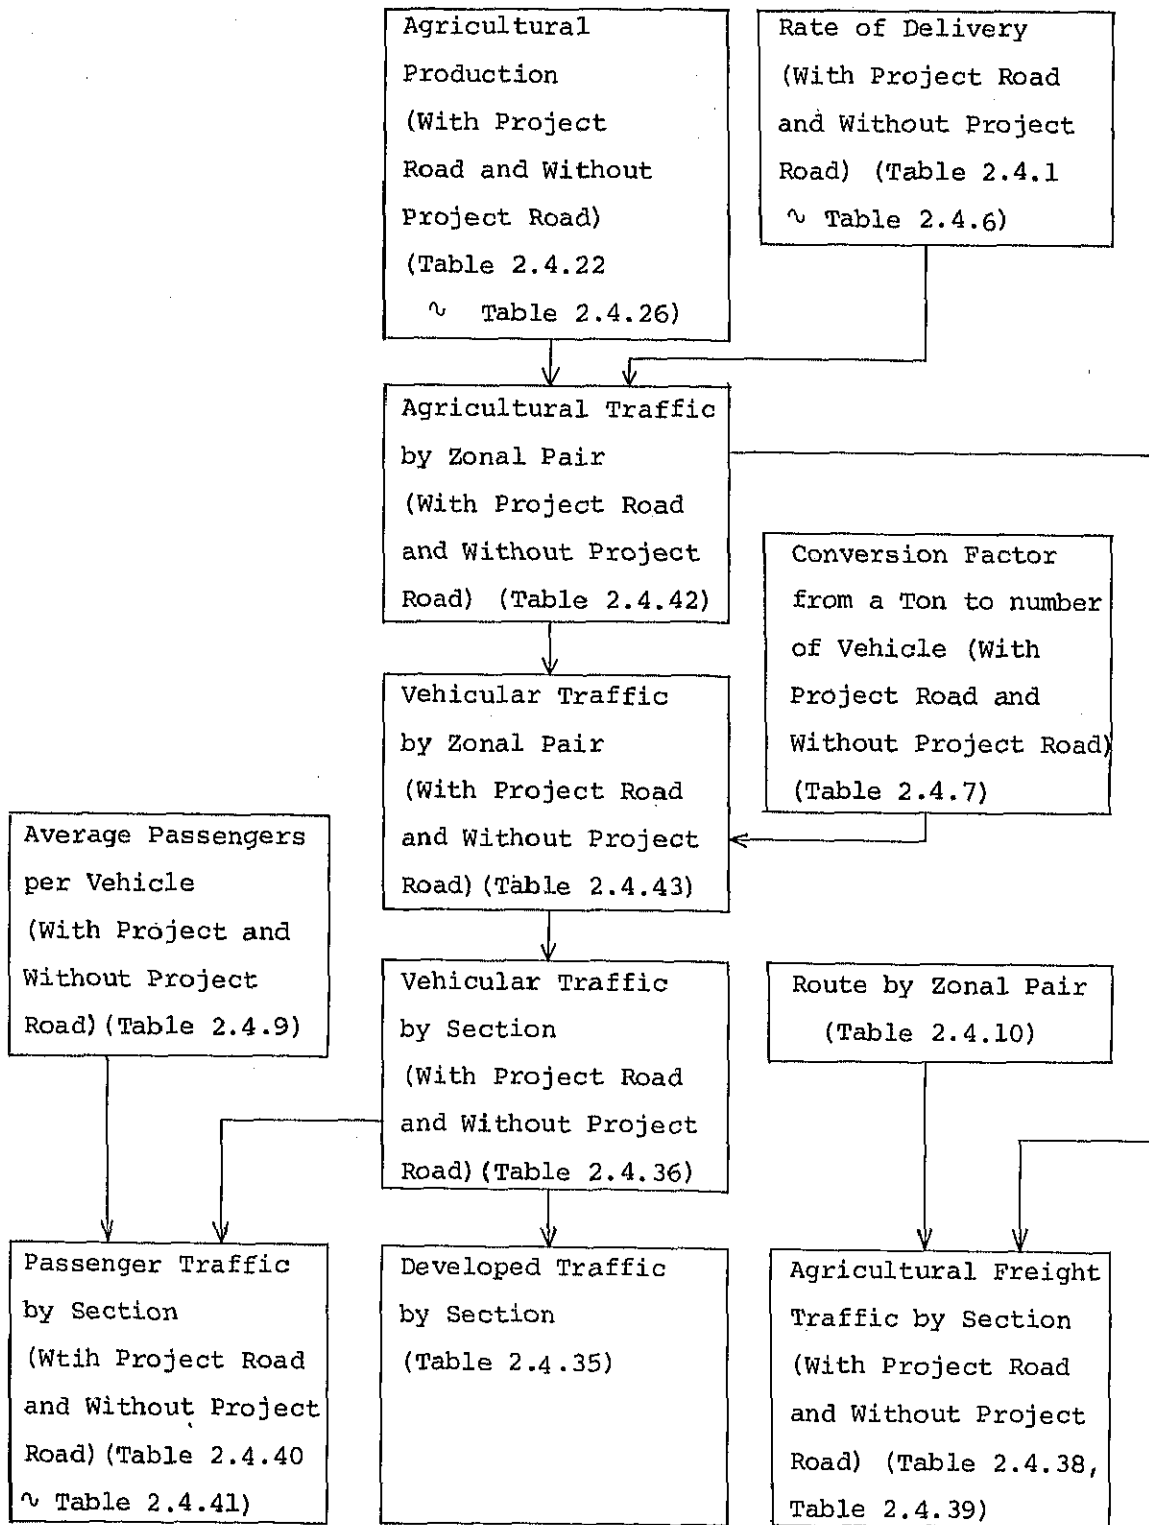 Agricultural
Production
(With Project
Road and Without
Project Road)
(Table 2.4.22
~ Table 2.4.26)
Rate of Delivery
(With Project Road
and Without Project
Road) (Table 2.4.1
~ Table 2.4.6)
Agricultural Traffic
by Zonal Pair
(With Project Road
and Without Project
Road) (Table 2.4.42)
Conversion Factor
from a Ton to number
of Vehicle (With
Project Road and
Without Project Road)
(Table 2.4.7)
Vehicular Traffic
by Zonal Pair
(With Project Road
and Without Project
Road) (Table 2.4.43)
Average Passengers
per Vehicle
(With Project and
Without Project
Road) (Table 2.4.9)
Vehicular Traffic
by Section
(With Project Road
and Without Project
Road) (Table 2.4.36)
Route by Zonal Pair
(Table 2.4.10)
Passenger Traffic
by Section
(Wtih Project Road
and Without Project
Road) (Table 2.4.40
~ Table 2.4.41)
Developed Traffic
by Section
(Table 2.4.35)
Agricultural Freight
Traffic by Section
(With Project Road
and Without Project
Road) (Table 2.4.38,
Table 2.4.39)